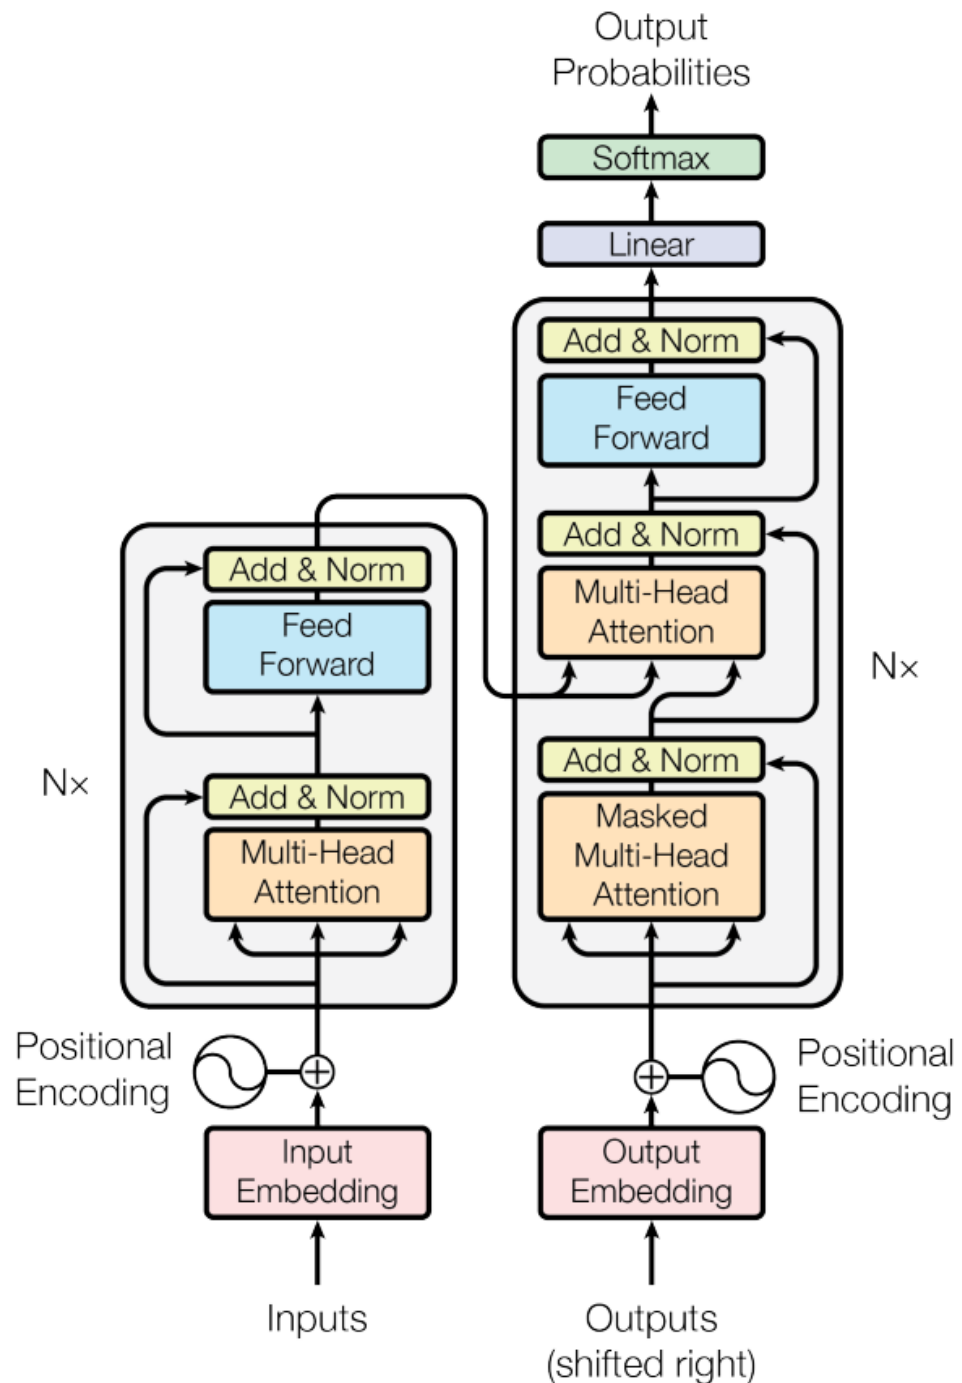 Output
Probabilities
Softmax
Linear
Add & Norm
Feed
Forward
Add & Norm
Multi-Head
Attention
Add & Norm
Masked
Multi-Head
Attention
N×
Add & Norm
Feed
Forward
Add & Norm
Multi-Head
Attention
N×
Positional
Encoding
Input
Embedding
Inputs
Positional
Encoding
Output
Embedding
Outputs
(shifted right)